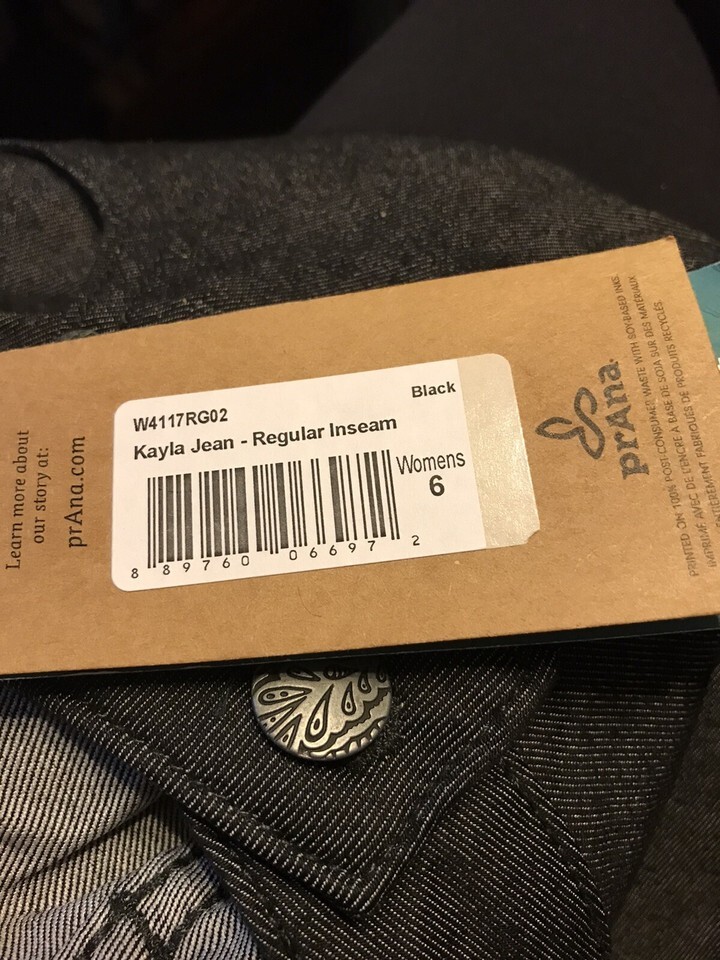 Learn more about
our story at:
prAna.com
Black
W4117RG02
Kayla Jean - Regular Inseam
Womens
6
8 89760 06697 2
prAna
PRINTED ON 100% POST-CONSUMER WASTE WITH SOY-BASED INKS.
IMPRIMÉ AVEC DE L'ENCRE À BASE DE SOJA SUR DES MATÉRIAUX
ENTIÈREMENT FABRIQUÉS DE PRODUITS RECYCLÉS